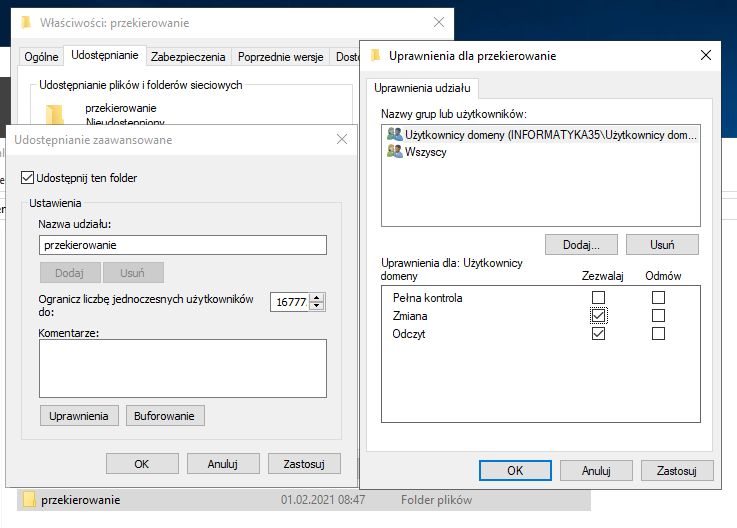 Właściwości: przekierowanie
Ogólne
Udostępnianie
Zabezpieczenia
Poprzednie wersje
Udostępnianie plików i folderów sieciowych
przekierowanie
Nieudostępniony
Udostępnianie zaawansowane
Udostępnij ten folder
Ustawienia
Nazwa udziału:
przekierowanie
Dodaj
Usuń
Ogranicz liczbę jednoczesnych użytkowników
do:
Komentarze:
Uprawnienia
Buforowanie
OK
Anuluj
Zastosuj
Uprawnienia dla przekierowanie
Uprawnienia udziału
Nazwy grup lub użytkowników:
Użytkownicy domeny (INFORMATYKA35\Użytkownicy dom...
Wszyscy
Dodaj...
Usuń
Uprawnienia dla: Użytkownicy
domeny
Zezwalaj
Odmów
Pełna kontrola
Zmiana
Odczyt
OK
Anuluj
Zastosuj
przekierowanie 01.02.2021 08:47 Folder plików